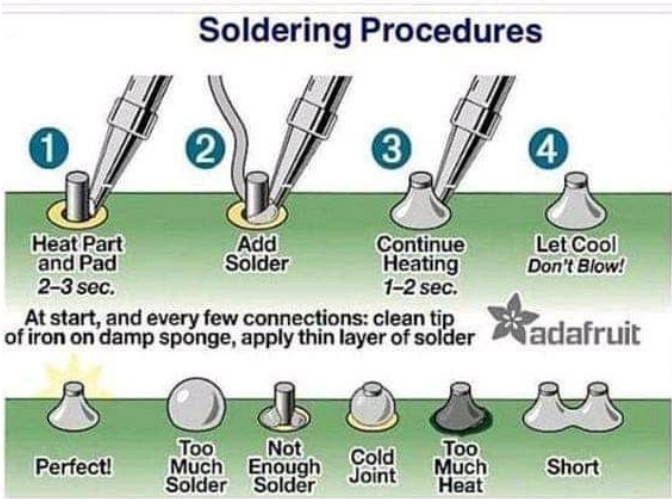 Soldering Procedures
1
2
3
4
Heat Part
and Pad
2–3 sec.
Add
Solder
Continue
Heating
1–2 sec.
Let Cool
Don't Blow!
At start, and every few connections: clean tip
of iron on damp sponge, apply thin layer of solder
adafruit
Perfect!
Too
Much
Solder
Not
Enough
Solder
Cold
Joint
Too
Much
Heat
Short